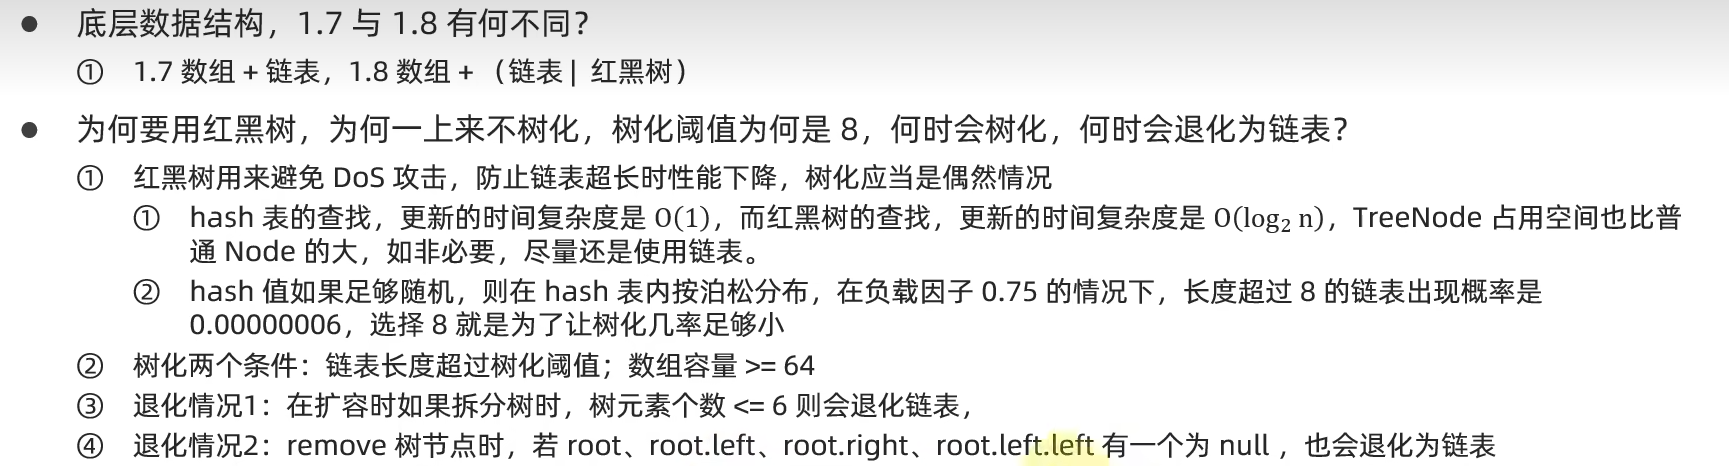 ● 底层数据结构，1.7 与 1.8 有何不同？
① 1.7 数组 + 链表，1.8 数组 + （链表 | 红黑树）
● 为何要用红黑树，为何一上来不树化，树化阈值为何是 8，何时会树化，何时会退化为链表？
① 红黑树用来避免 DoS 攻击，防止链表超长时性能下降，树化应当是偶然情况
① hash 表的查找，更新的时间复杂度是 O(1)，而红黑树的查找，更新的时间复杂度是 O(log₂ n)，TreeNode 占用空间也比普
通 Node 的大，如非必要，尽量还是使用链表。
② hash 值如果足够随机，则在 hash 表内按泊松分布，在负载因子 0.75 的情况下，长度超过 8 的链表出现概率是
0.00000006，选择 8 就是为了让树化几率足够小
② 树化两个条件：链表长度超过树化阈值；数组容量 >= 64
③ 退化情况1：在扩容时如果拆分树时，树元素个数 <= 6 则会退化链表，
④ 退化情况2：remove 树节点时，若 root、root.left、root.right、root.left.left 有一个为 null ，也会退化为链表